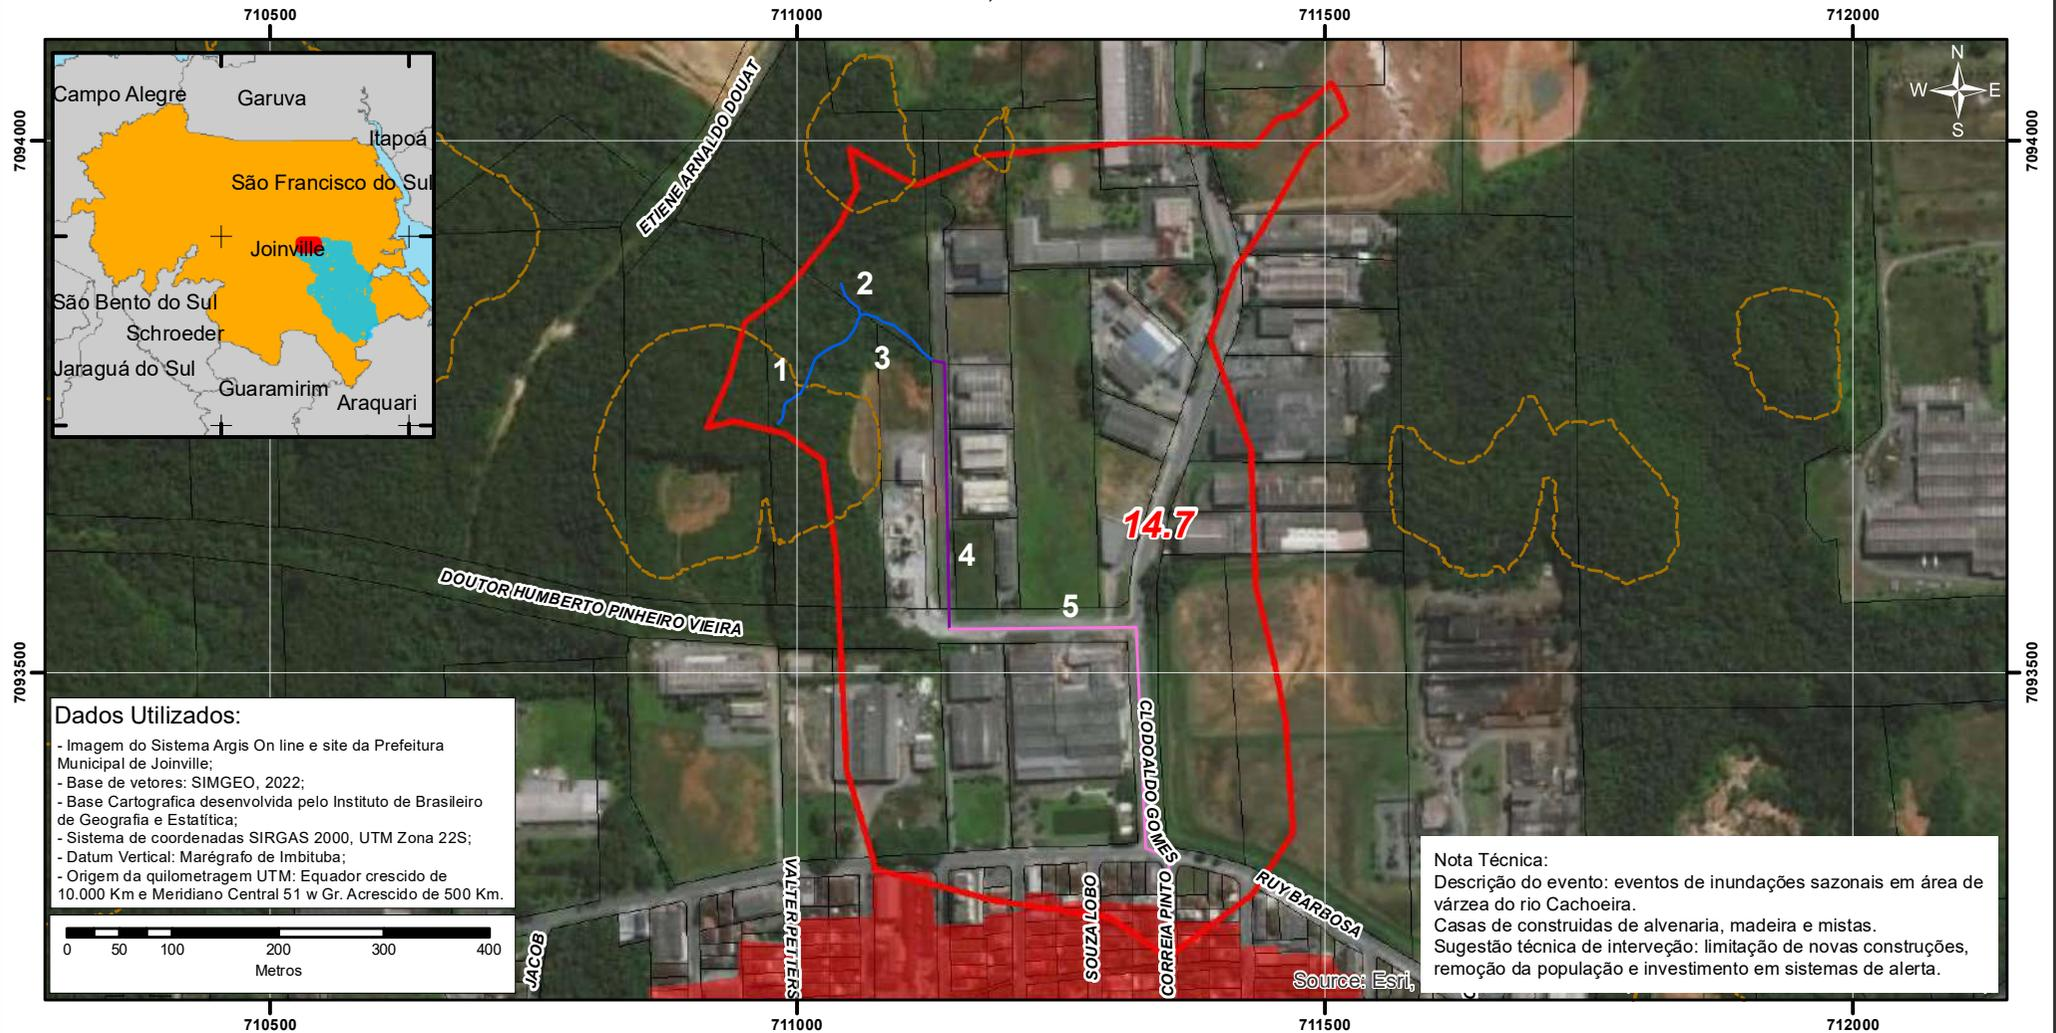 710500
711000
711500
712000
7094000
7094000
7093500
7093500
Campo Alegre
Garuva
Itapoá
São Francisco do Sul
Joinville
São Bento do Sul
Schroeder
Jaraguá do Sul
Guaramirim
Araquari
N
W
E
S
ETIENE ARNALDO DOUAT
2
1
3
14.7
4
5
DOUTOR HUMBERTO PINHEIRO VIEIRA
CLODOALDO GOMES
VALTER PETTERS
SOUZA LOBO
CORREIA PINTO
RUY BARBOSA
JACOB
Dados Utilizados:
- Imagem do Sistema Argis On line e site da Prefeitura
Municipal de Joinville;
- Base de vetores: SIMGEO, 2022;
- Base Cartografica desenvolvida pelo Instituto de Brasileiro
de Geografia e Estatítica;
- Sistema de coordenadas SIRGAS 2000, UTM Zona 22S;
- Datum Vertical: Marégrafo de Imbituba;
- Origem da quilometragem UTM: Equador crescido de
10.000 Km e Meridiano Central 51 w Gr. Acrescido de 500 Km.
0 50 100 200 300 400
Metros
Nota Técnica:
Descrição do evento: eventos de inundações sazonais em área de
várzea do rio Cachoeira.
Casas de construidas de alvenaria, madeira e mistas.
Sugestão técnica de interveção: limitação de novas construções,
remoção da população e investimento em sistemas de alerta.
Source: Esri,
710500
711000
711500
712000